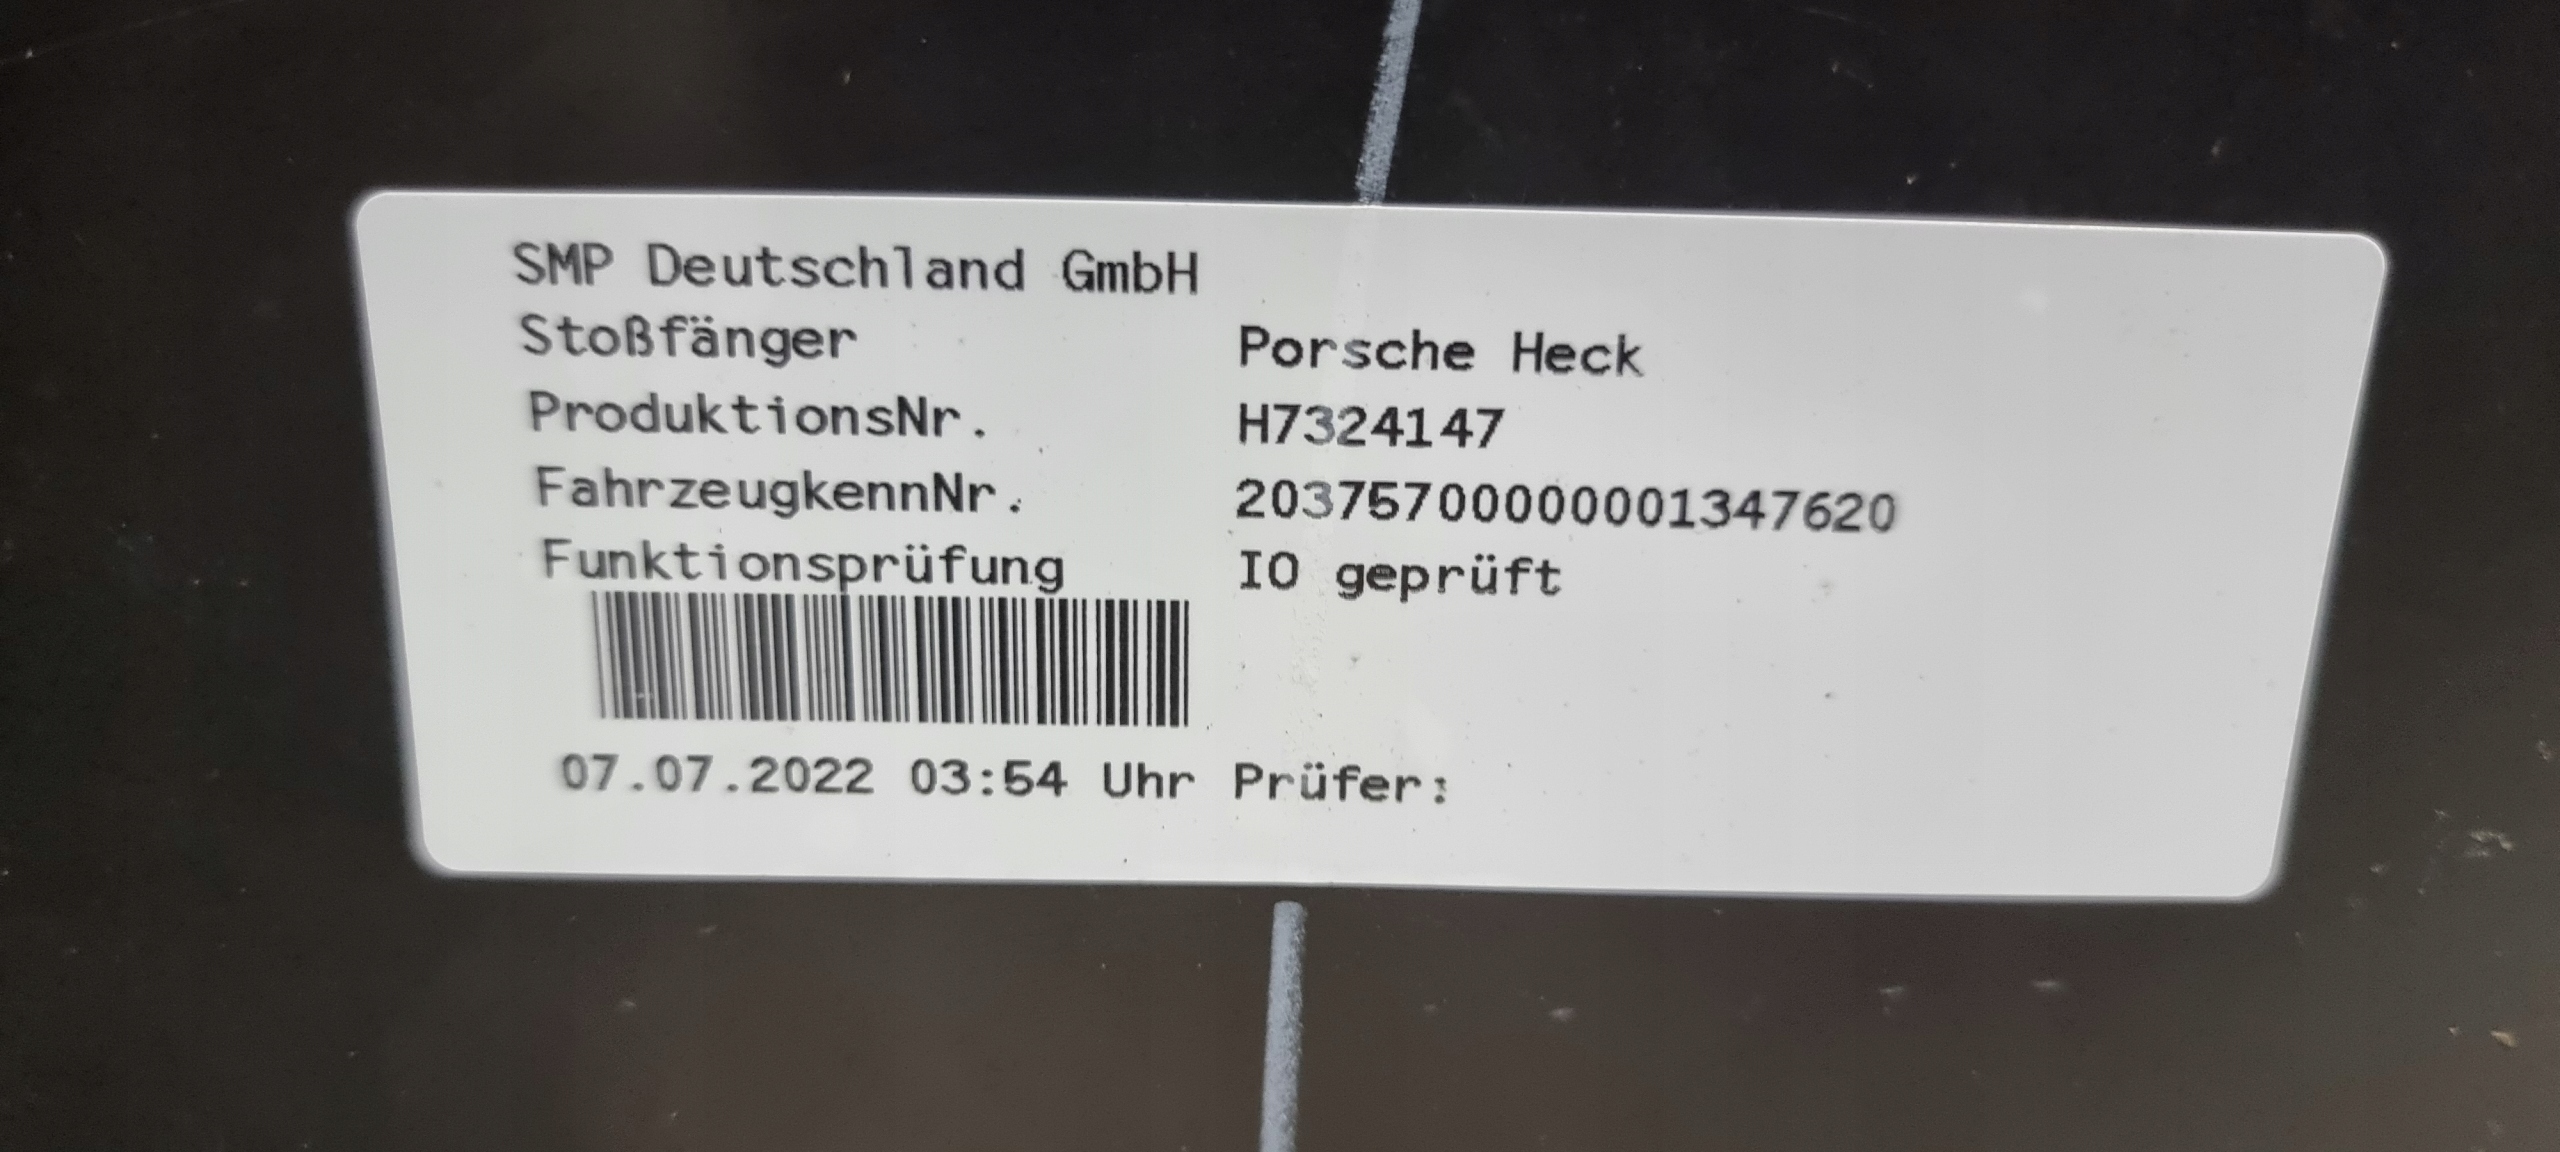 SMP Deutschland GmbH
Stoßfänger Porsche Heck
ProduktionsNr. H7324147
FahrzeugkennNr. 203757000000001347620
Funktionsprüfung IO geprüft
07.07.2022 03:54 Uhr Prüfer: